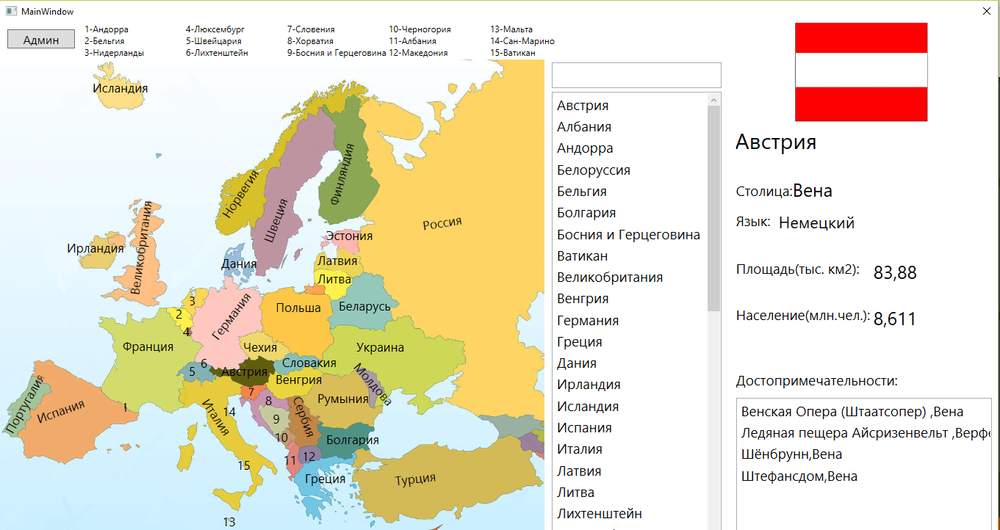 MainWindow
Админ
1-Андорра
2-Бельгия
3-Нидерланды
4-Люксембург
5-Швейцария
6-Лихтенштейн
7-Словения
8-Хорватия
9-Босния и Герцеговина
10-Черногория
11-Албания
12-Македония
13-Мальта
14-Сан-Марино
15-Ватикан
Исландия
Норвегия
Швеция
Финляндия
Россия
Эстония
Латвия
Литва
Дания
Ирландия
Великобритания
3
2
4
Германия
Польша
Беларусь
Франция
Чехия
Украина
6
5
Австрия
Словакия
Венгрия
Молдова
7
8
Румыния
Португалия
Испания
1
Италия
14
9
Сербия
10
Болгария
15
11
12
Греция
Турция
13
Австрия
Албания
Андорра
Белоруссия
Бельгия
Болгария
Босния и Герцеговина
Ватикан
Великобритания
Венгрия
Германия
Греция
Дания
Ирландия
Исландия
Испания
Италия
Латвия
Литва
Лихтенштейн
Австрия
Столица:Вена
Язык: Немецкий
Площадь(тыс. км2): 83,88
Население(млн.чел.): 8,611
Достопримечательности:
Венская Опера (Штаатсопер) ,Вена
Ледяная пещера Айсризенвельт ,Верфе
Шёнбрунн,Вена
Штефансдом,Вена